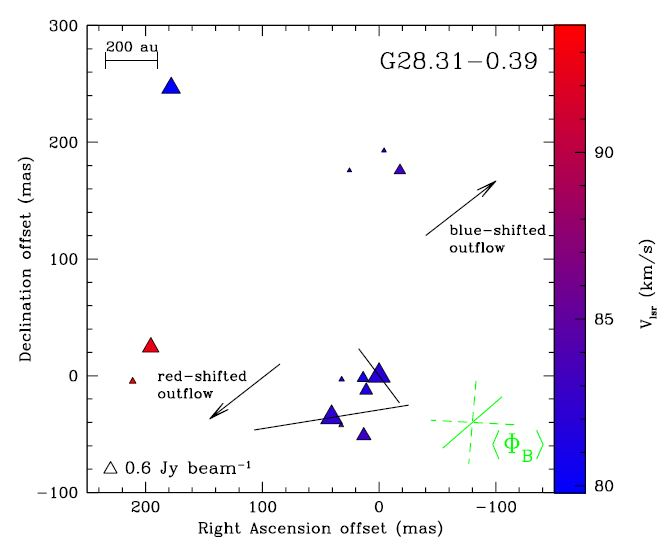 300
200 au
G28.31−0.39
200
90
Declination offset (mas)
blue−shifted
outflow
V_lsr (km/s)
100
85
red−shifted
outflow
0
⟨Φ_B⟩
0.6 Jy beam⁻¹
−100
80
200
100
0
−100
Right Ascension offset (mas)